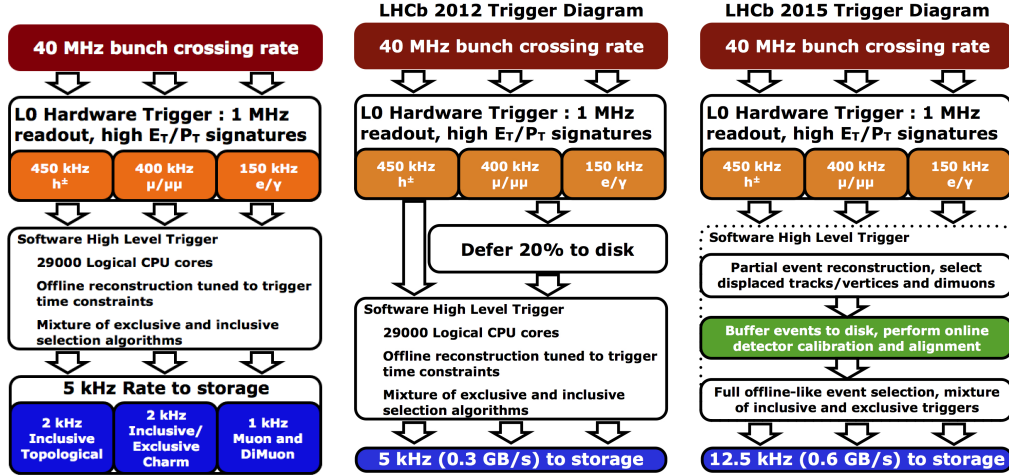 40 MHz bunch crossing rate
L0 Hardware Trigger : 1 MHz
readout, high E_T/P_T signatures
450 kHz
h±
400 kHz
μ/μμ
150 kHz
e/γ
Software High Level Trigger
29000 Logical CPU cores
Offline reconstruction tuned to trigger
time constraints
Mixture of exclusive and inclusive
selection algorithms
5 kHz Rate to storage
2 kHz
Inclusive
Topological
2 kHz
Inclusive/
Exclusive
Charm
1 kHz
Muon and
DiMuon
LHCb 2012 Trigger Diagram
40 MHz bunch crossing rate
L0 Hardware Trigger : 1 MHz
readout, high E_T/P_T signatures
450 kHz
h±
400 kHz
μ/μμ
150 kHz
e/γ
Defer 20% to disk
Software High Level Trigger
29000 Logical CPU cores
Offline reconstruction tuned to trigger
time constraints
Mixture of exclusive and inclusive
selection algorithms
5 kHz (0.3 GB/s) to storage
LHCb 2015 Trigger Diagram
40 MHz bunch crossing rate
L0 Hardware Trigger : 1 MHz
readout, high E_T/P_T signatures
450 kHz
h±
400 kHz
μ/μμ
150 kHz
e/γ
Software High Level Trigger
Partial event reconstruction, select
displaced tracks/vertices and dimuons
Buffer events to disk, perform online
detector calibration and alignment
Full offline-like event selection, mixture
of inclusive and exclusive triggers
12.5 kHz (0.6 GB/s) to storage